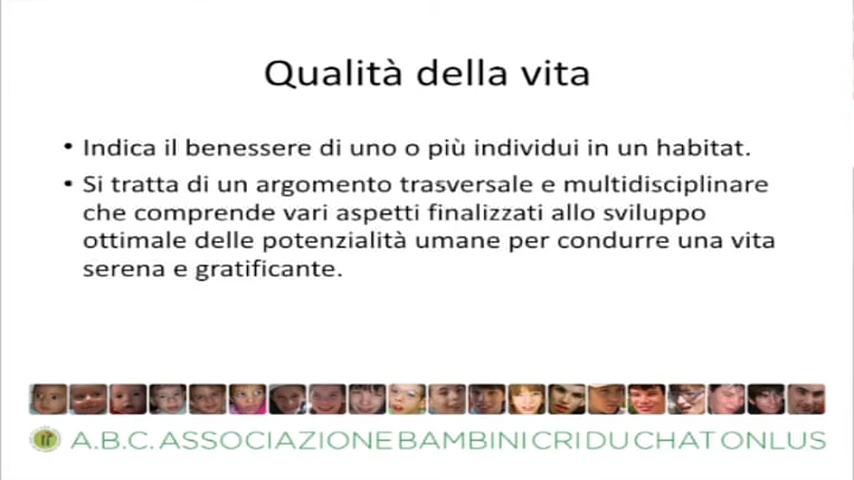 Qualità della vita
• Indica il benessere di uno o più individui in un habitat.
• Si tratta di un argomento trasversale e multidisciplinare
che comprende vari aspetti finalizzati allo sviluppo
ottimale delle potenzialità umane per condurre una vita
serena e gratificante.
A.B.C. ASSOCIAZIONE BAMBINI CRI DU CHAT ONLUS